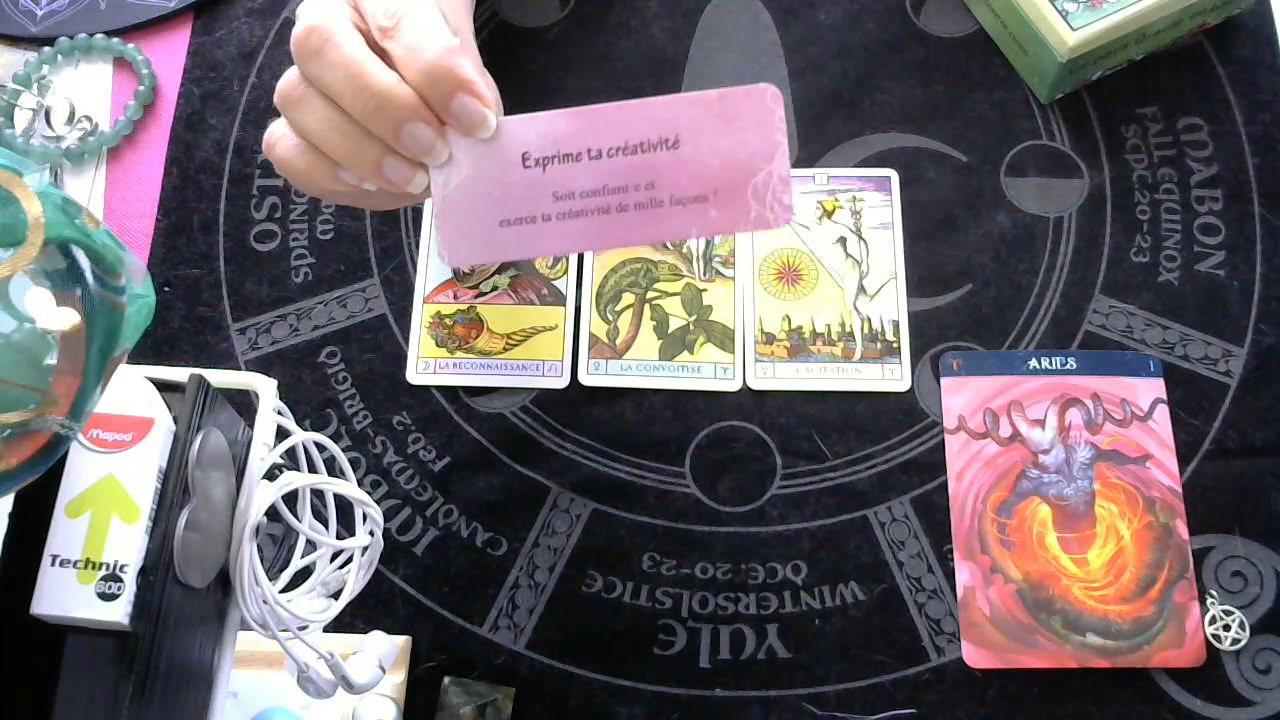 Exprime ta créativité
Soit confiant·e et
exerce ta créativité de mille façons !
LA RECONNAISSANCE
LA CONVOITISE
L'AGITATION
ARIES
1
MABON
FALL EQUINOX
SEPT. 20-23
OSTA
SPRING
IMBOLC
CANDLEMAS-BRIGID
FEB 2
YULE
WINTERSOLSTICE
DEC. 20-23
Maped
Technic
600